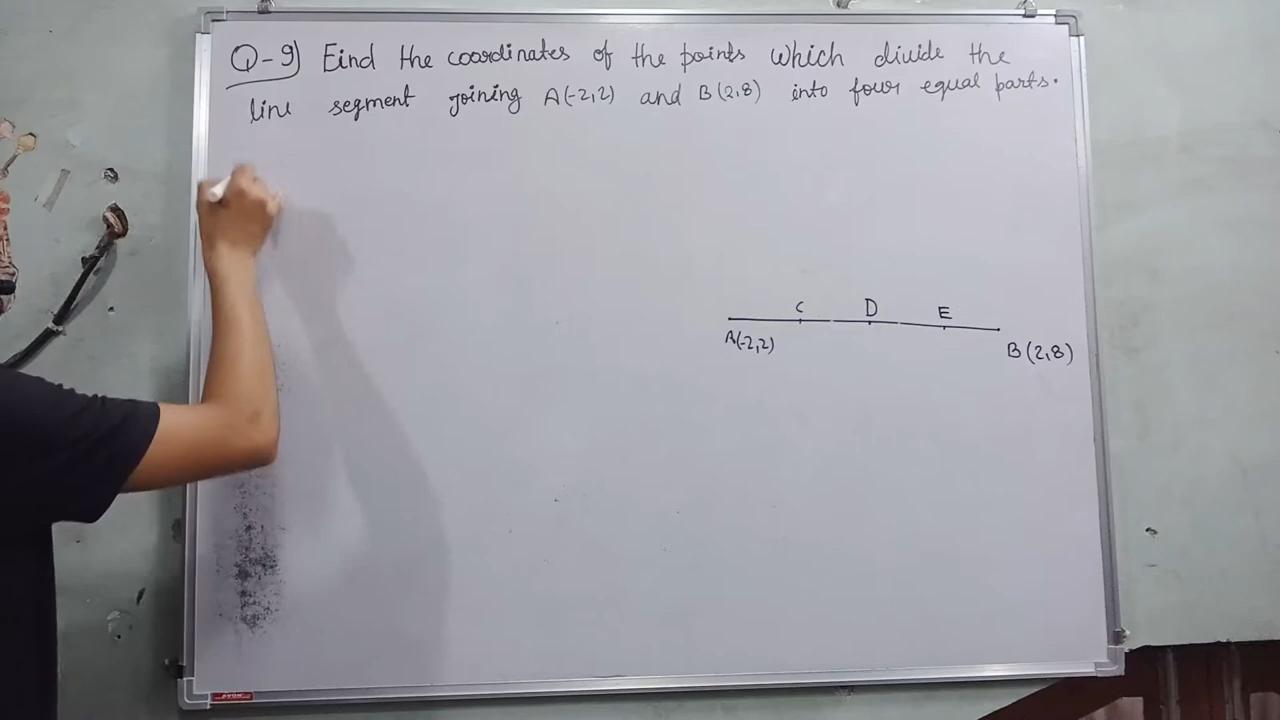 Q-9) Find the coordinates of the points which divide the
line segment joining A(-2,2) and B(2,8) into four equal parts.
C D E
A(-2,2) B(2,8)